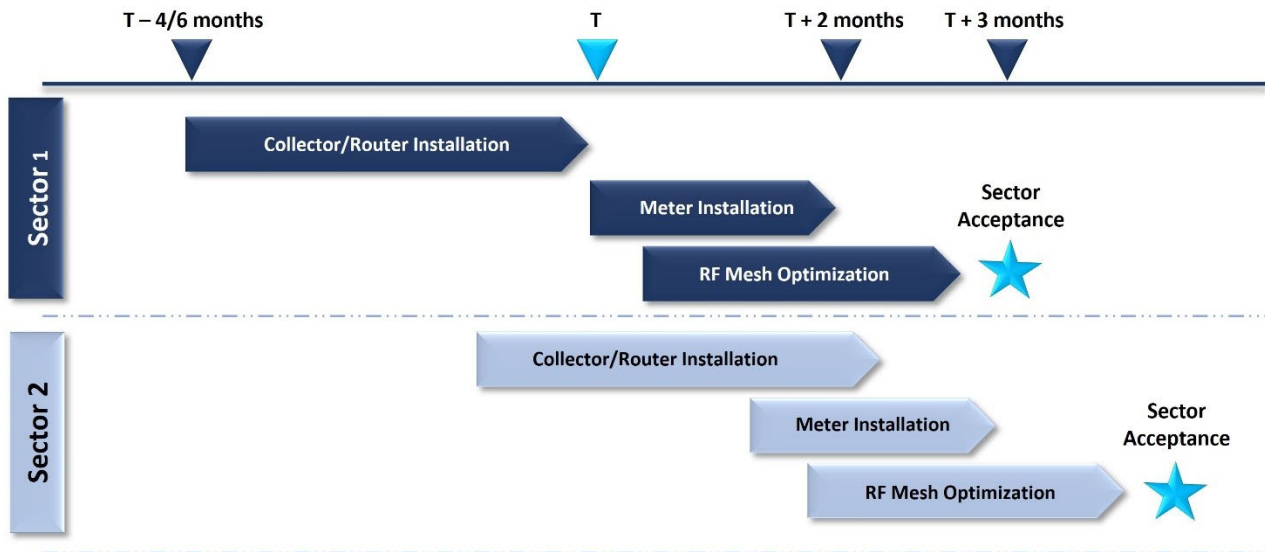 T – 4/6 months
T
T + 2 months
T + 3 months
Sector 1
Collector/Router Installation
Meter Installation
Sector
Acceptance
RF Mesh Optimization
Sector 2
Collector/Router Installation
Meter Installation
Sector
Acceptance
RF Mesh Optimization